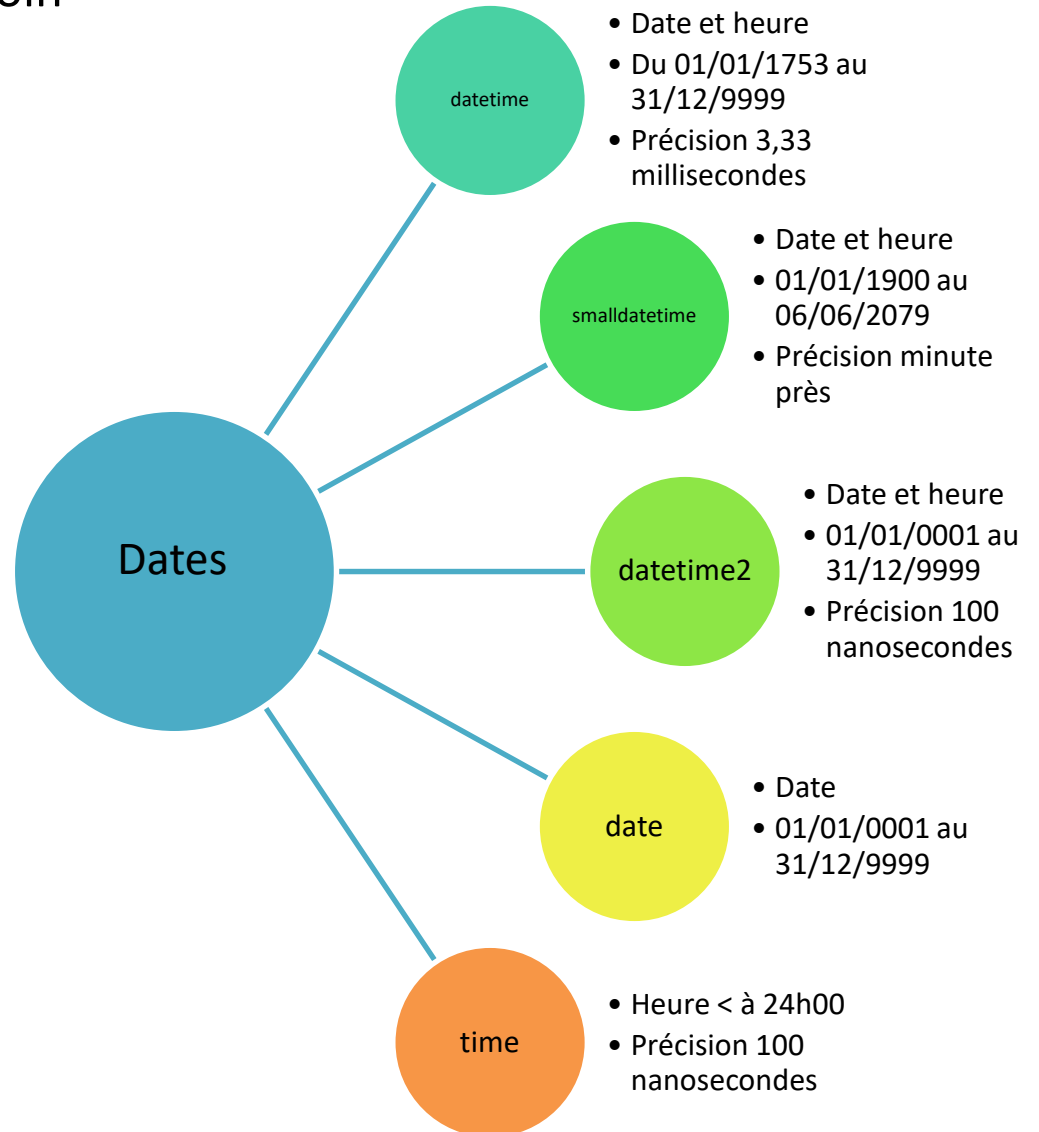 datetime
• Date et heure
• Du 01/01/1753 au
31/12/9999
• Précision 3,33
millisecondes
smalldatetime
• Date et heure
• 01/01/1900 au
06/06/2079
• Précision minute
près
Dates
datetime2
• Date et heure
• 01/01/0001 au
31/12/9999
• Précision 100
nanosecondes
date
• Date
• 01/01/0001 au
31/12/9999
time
• Heure < à 24h00
• Précision 100
nanosecondes